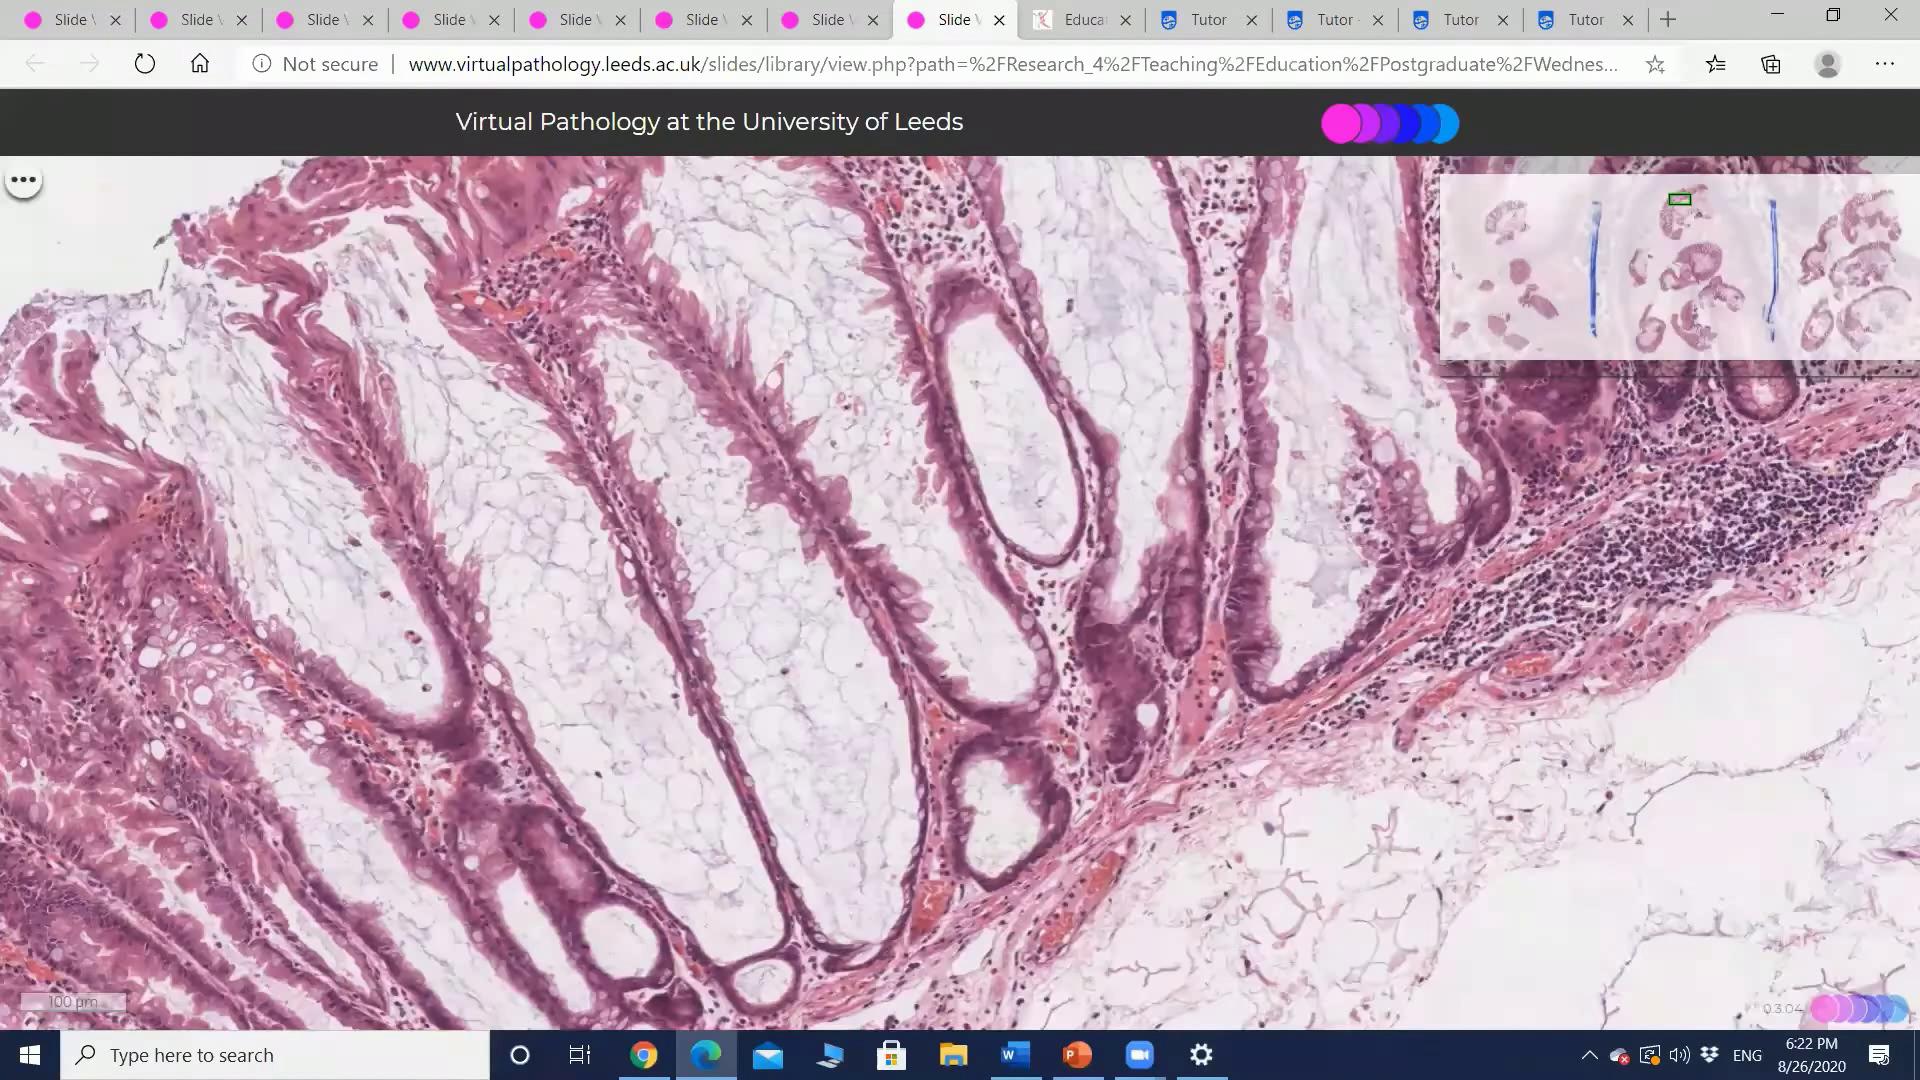 Slide \ Slide \ Slide \ Slide \ Slide \ Slide \ Slide \ Slide V Educa Tutor Tutor Tutor Tutor
Not secure | www.virtualpathology.leeds.ac.uk/slides/library/view.php?path=%2FResearch_4%2FTeaching%2FEducation%2FPostgraduate%2FWednes...
Virtual Pathology at the University of Leeds
100 µm
0.3.04
Type here to search
ENG
6:22 PM
8/26/2020